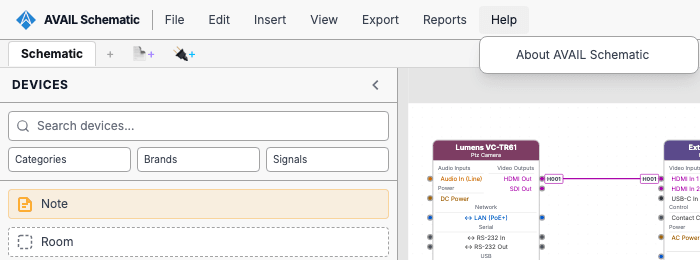 AVAIL Schematic File Edit Insert View Export Reports Help
About AVAIL Schematic
Schematic + + +
DEVICES
Search devices...
Categories Brands Signals
Note
Room
Lumens VC-TR61
Ptz Camera
Audio Inputs Video Outputs
Audio In (Line) HDMI Out
Power SDI Out
DC Power
Network
↔ LAN (PoE+)
Serial
↔ RS-232 In
↔ RS-232 Out
USB
H001 H001
Ext
Video Inputs
HDMI In 1
HDMI In 2
USB-C In
Control
Contact C
Power
AC Power